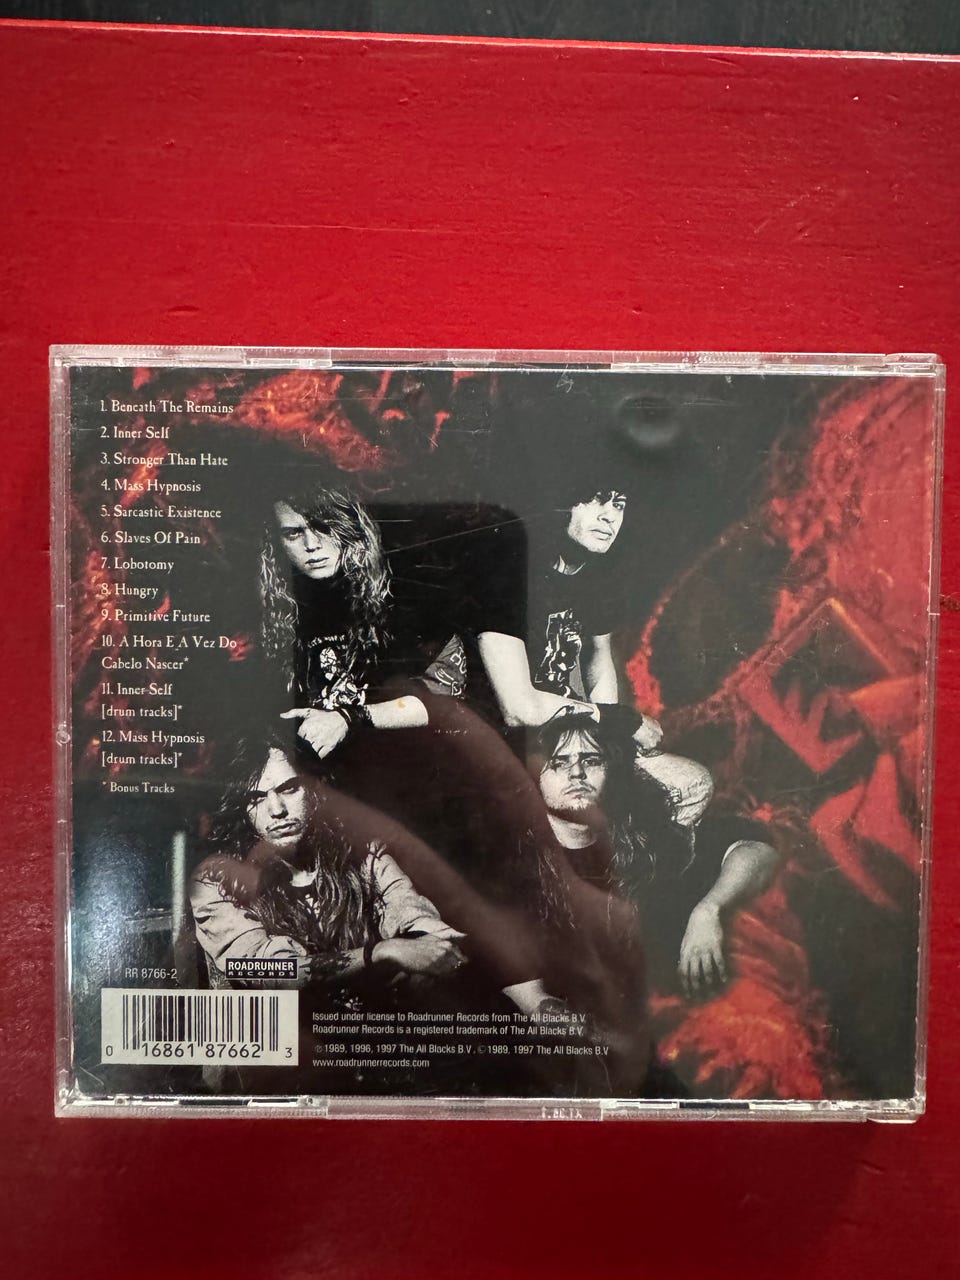 1. Beneath The Remains
2. Inner Self
3. Stronger Than Hate
4. Mass Hypnosis
5. Sarcastic Existence
6. Slaves Of Pain
7. Lobotomy
8. Hungry
9. Primitive Future
10. A Hora E A Vez Do
Cabelo Nascer*
11. Inner Self
[drum tracks]*
12. Mass Hypnosis
[drum tracks]*
* Bonus Tracks
RR 8766-2
ROADRUNNER
RECORDS
0 16861 87662 3
Issued under license to Roadrunner Records from The All Blacks B.V.
Roadrunner Records is a registered trademark of The All Blacks B.V.
℗ 1989, 1996, 1997 The All Blacks B.V., © 1989, 1997 The All Blacks B.V
www.roadrunnerrecords.com